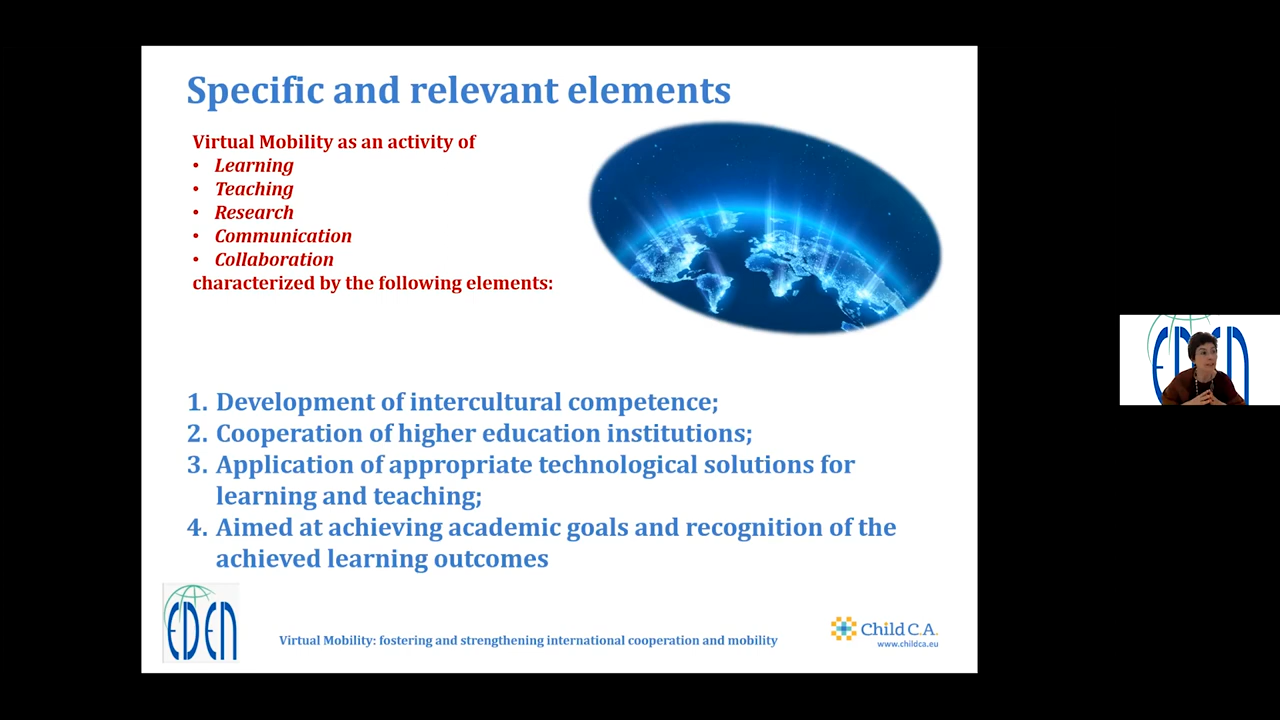 Specific and relevant elements
Virtual Mobility as an activity of
• Learning
• Teaching
• Research
• Communication
• Collaboration
characterized by the following elements:
1. Development of intercultural competence;
2. Cooperation of higher education institutions;
3. Application of appropriate technological solutions for
learning and teaching;
4. Aimed at achieving academic goals and recognition of the
achieved learning outcomes
EDEN
Virtual Mobility: fostering and strengthening international cooperation and mobility
Child C.A.
www.childca.eu
EDEN